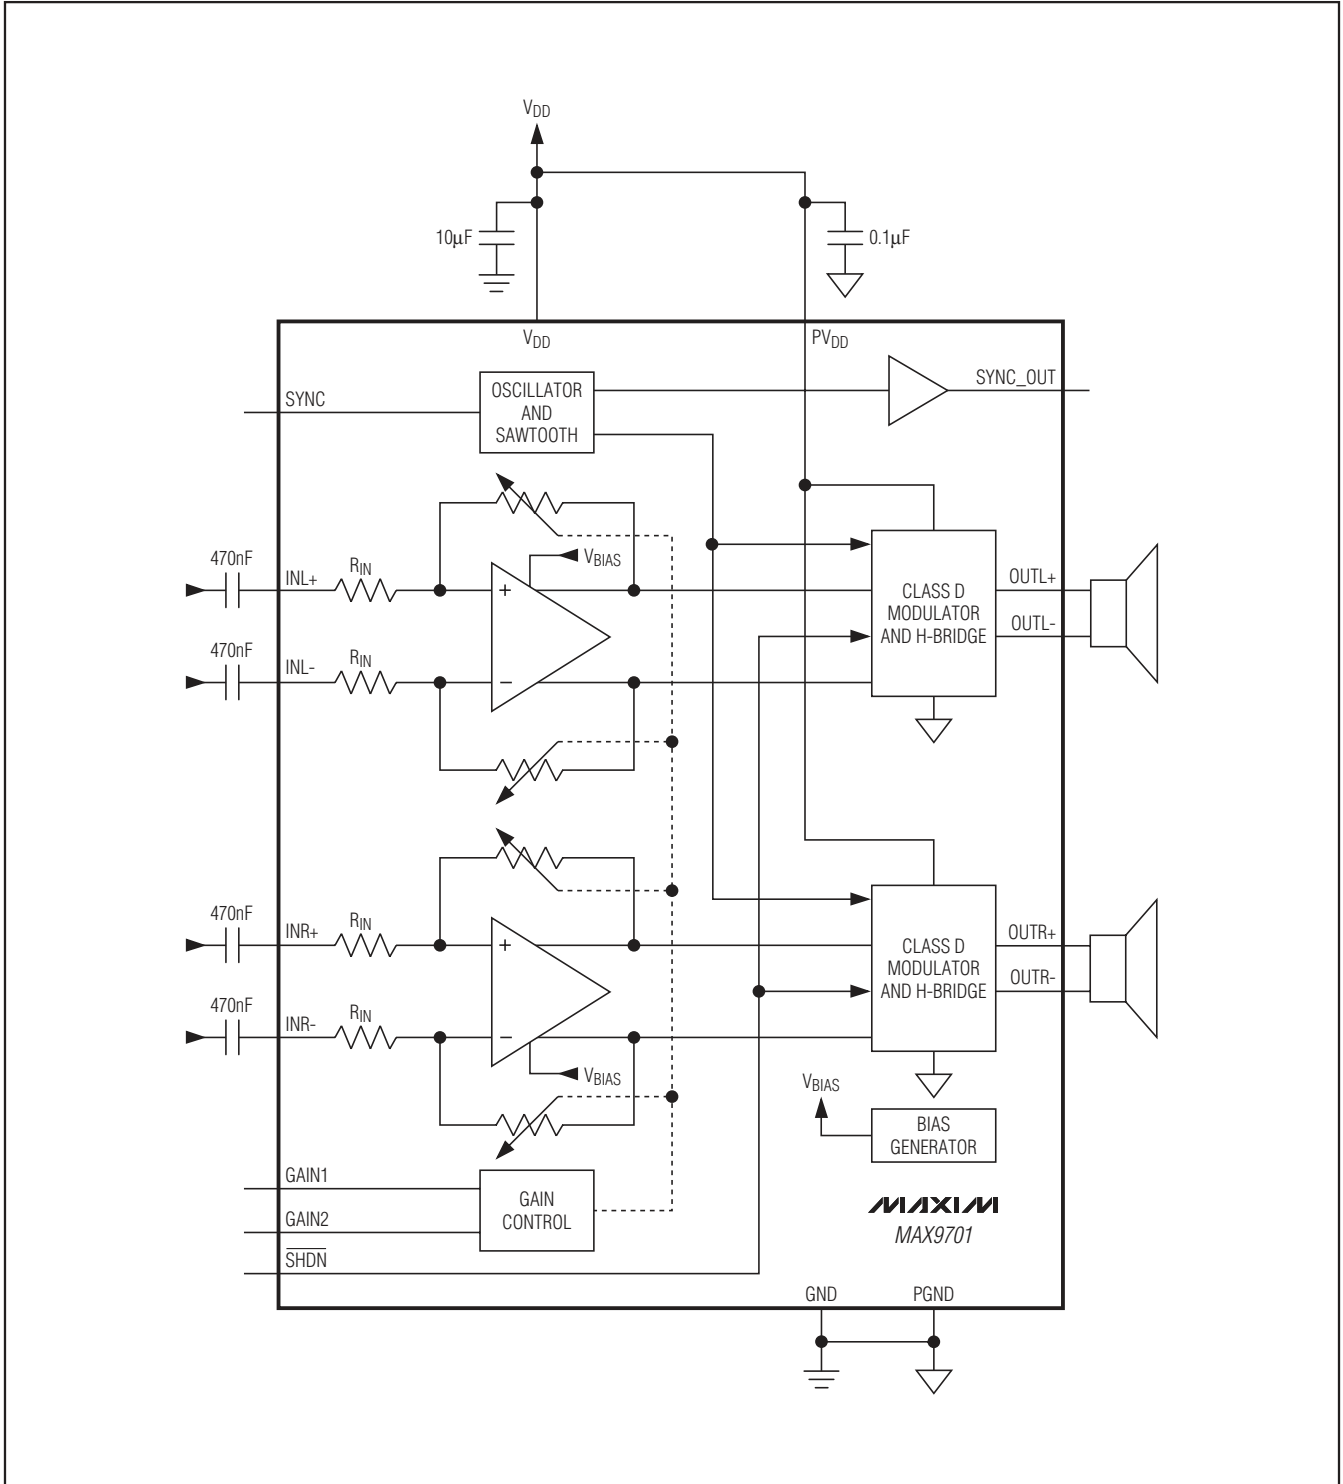 VDD
10μF
0.1μF
VDD
PVDD
SYNC
OSCILLATOR
AND
SAWTOOTH
SYNC_OUT
470nF
INL+
RIN
+
VBIAS
CLASS D
MODULATOR
AND H-BRIDGE
OUTL+
OUTL-
470nF
INL-
RIN
−
470nF
INR+
RIN
+
CLASS D
MODULATOR
AND H-BRIDGE
OUTR+
OUTR-
470nF
INR-
RIN
−
VBIAS
VBIAS
BIAS
GENERATOR
GAIN1
GAIN2
SHDN
GAIN
CONTROL
MAXIM
MAX9701
GND
PGND